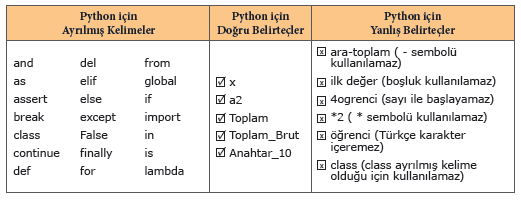 Python için
Ayrılmış Kelimeler
Python için
Doğru Belirteçler
Python için
Yanlış Belirteçler
and del from
as elif global
assert else if
break except import
class False in
continue finally is
def for lambda
x
a2
Toplam
Toplam_Brut
Anahtar_10
ara-toplam ( - sembolü
kullanılamaz)
ilk değer (boşluk kullanılamaz)
4ogrenci (sayı ile başlayamaz)
*2 ( * sembolü kullanılamaz)
öğrenci (Türkçe karakter
içeremez)
class (class ayrılmış kelime
olduğu için kullanılamaz)